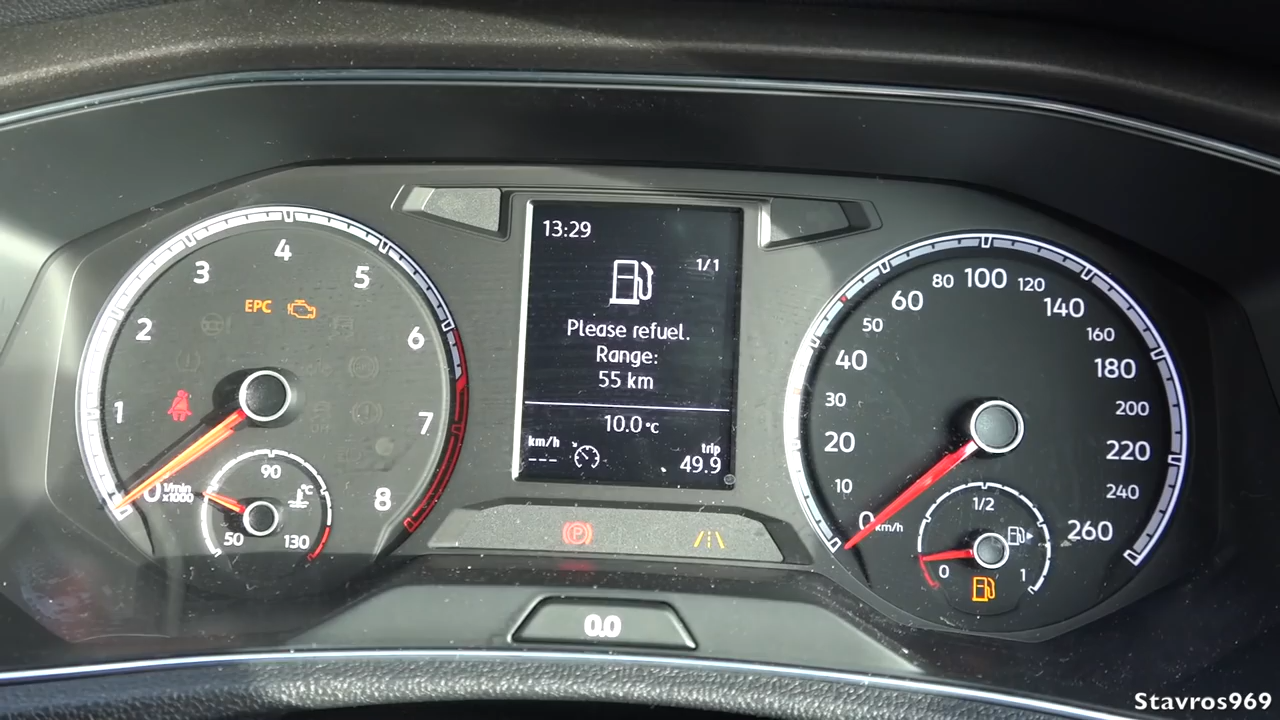 13:29
1/1
Please refuel.
Range:
55 km
10.0°C
km/h
---
trip
49.9
1
2
3
4
5
6
7
8
EPC
0
1/min
x1000
50
90
130
°C
0
10
20
30
40
50
60
80
100
120
140
160
180
200
220
240
260
km/h
0
1/2
1
P
0.0
Stavros969